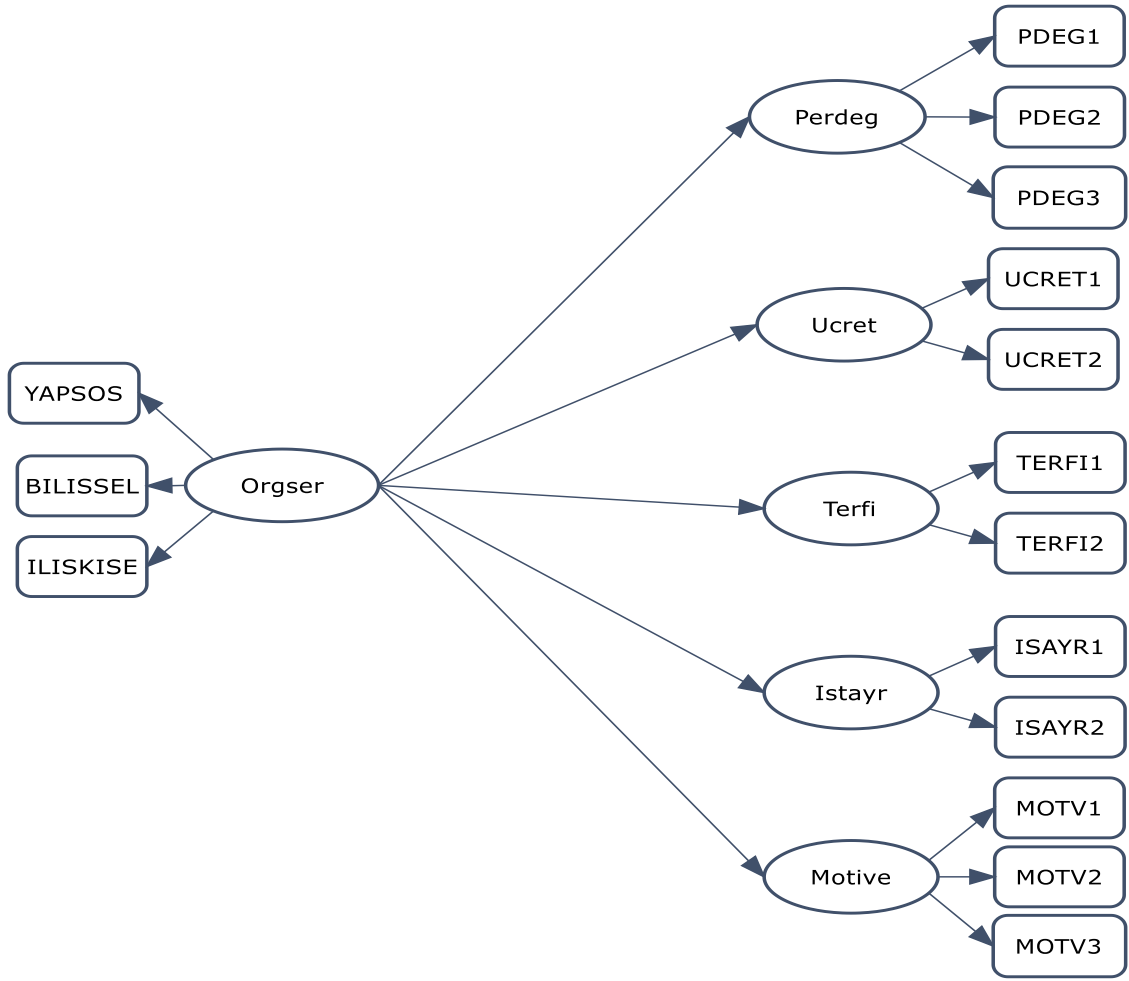 PDEG1
Perdeg
PDEG2
PDEG3
UCRET1
Ucret
UCRET2
YAPSOS
BILISSEL
Orgser
ILISKISE
TERFI1
Terfi
TERFI2
ISAYR1
Istayr
ISAYR2
MOTV1
Motive
MOTV2
MOTV3